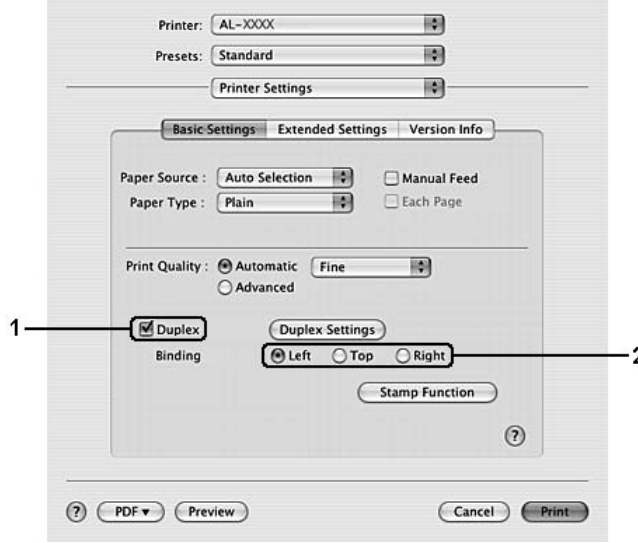 Printer: AL-XXXX
Presets: Standard
Printer Settings
Basic Settings Extended Settings Version Info
Paper Source : Auto Selection Manual Feed
Paper Type : Plain Each Page
Print Quality : Automatic Fine
Advanced
1 Duplex Duplex Settings
Binding Left Top Right 2
Stamp Function
?
? PDF ▾ Preview Cancel Print